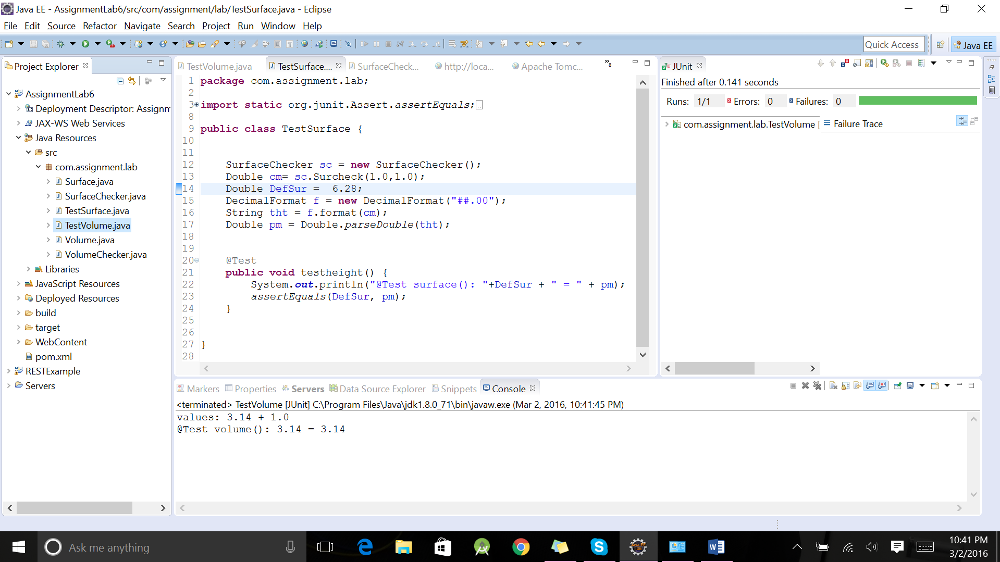 Java EE - AssignmentLab6/src/com/assignment/lab/TestSurface.java - Eclipse
File Edit Source Refactor Navigate Search Project Run Window Help
Quick Access
Java EE
Project Explorer
AssignmentLab6
Deployment Descriptor: Assignm
JAX-WS Web Services
Java Resources
src
com.assignment.lab
Surface.java
SurfaceChecker.java
TestSurface.java
TestVolume.java
Volume.java
VolumeChecker.java
Libraries
JavaScript Resources
Deployed Resources
build
target
WebContent
pom.xml
RESTExample
Servers
TestVolume.java TestSurface.... SurfaceCheck... http://loca... Apache Tomc... »8
1 package com.assignment.lab;
2
3 import static org.junit.Assert.assertEquals;
8
9 public class TestSurface {
10
11
12 SurfaceChecker sc = new SurfaceChecker();
13 Double cm= sc.Surcheck(1.0,1.0);
14 Double DefSur =  6.28;
15 DecimalFormat f = new DecimalFormat("##.00");
16 String tht = f.format(cm);
17 Double pm = Double.parseDouble(tht);
18
19
20 @Test
21 public void testheight() {
22 System.out.println("@Test surface(): "+DefSur + " = " + pm);
23 assertEquals(DefSur, pm);
24 }
25
26
27 }
28
JUnit
Finished after 0.141 seconds
Runs: 1/1 Errors: 0 Failures: 0
com.assignment.lab.TestVolume [
Failure Trace
Markers Properties Servers Data Source Explorer Snippets Console
<terminated> TestVolume [JUnit] C:\Program Files\Java\jdk1.8.0_71\bin\javaw.exe (Mar 2, 2016, 10:41:45 PM)
values: 3.14 + 1.0
@Test volume(): 3.14 = 3.14
Ask me anything
10:41 PM
3/2/2016